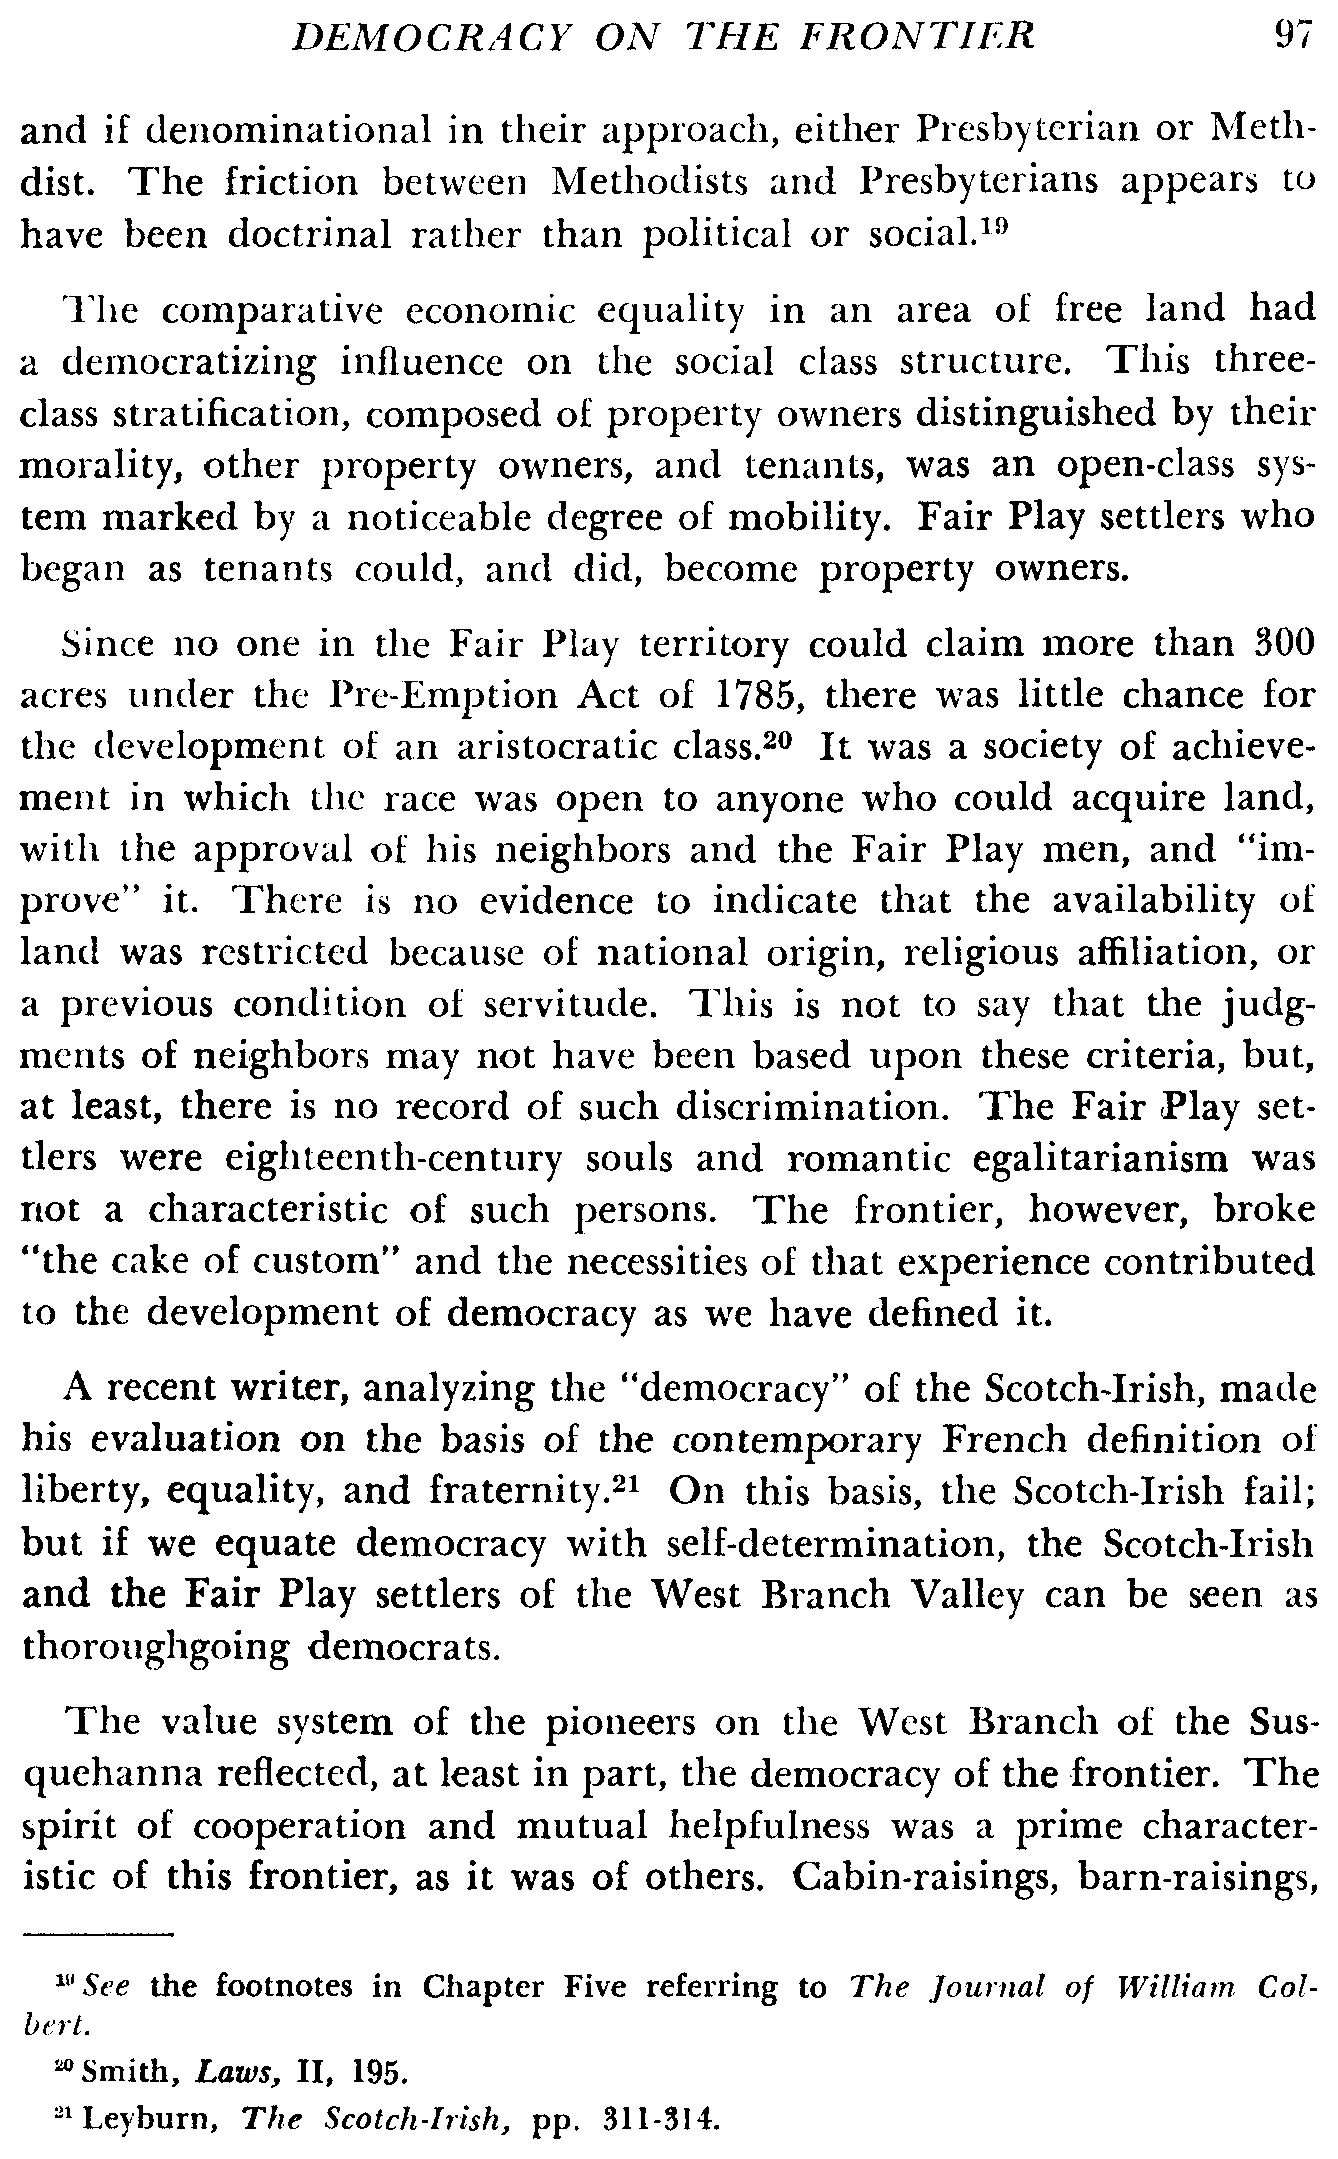 DEMOCRACY ON THE FRONTIER 97
and if denominational in their approach, either Presbyterian or Meth-
dist. The friction between Methodists and Presbyterians appears to
have been doctrinal rather than political or social.¹⁹
The comparative economic equality in an area of free land had
a democratizing influence on the social class structure. This three-
class stratification, composed of property owners distinguished by their
morality, other property owners, and tenants, was an open-class sys-
tem marked by a noticeable degree of mobility. Fair Play settlers who
began as tenants could, and did, become property owners.
Since no one in the Fair Play territory could claim more than 300
acres under the Pre-Emption Act of 1785, there was little chance for
the development of an aristocratic class.²⁰ It was a society of achieve-
ment in which the race was open to anyone who could acquire land,
with the approval of his neighbors and the Fair Play men, and "im-
prove" it. There is no evidence to indicate that the availability of
land was restricted because of national origin, religious affiliation, or
a previous condition of servitude. This is not to say that the judg-
ments of neighbors may not have been based upon these criteria, but,
at least, there is no record of such discrimination. The Fair Play set-
tlers were eighteenth-century souls and romantic egalitarianism was
not a characteristic of such persons. The frontier, however, broke
"the cake of custom" and the necessities of that experience contributed
to the development of democracy as we have defined it.
A recent writer, analyzing the "democracy" of the Scotch-Irish, made
his evaluation on the basis of the contemporary French definition of
liberty, equality, and fraternity.²¹ On this basis, the Scotch-Irish fail;
but if we equate democracy with self-determination, the Scotch-Irish
and the Fair Play settlers of the West Branch Valley can be seen as
thoroughgoing democrats.
The value system of the pioneers on the West Branch of the Sus-
quehanna reflected, at least in part, the democracy of the frontier. The
spirit of cooperation and mutual helpfulness was a prime character-
istic of this frontier, as it was of others. Cabin-raisings, barn-raisings,
¹⁹ See the footnotes in Chapter Five referring to The Journal of William Col-
bert.
²⁰ Smith, Laws, II, 195.
²¹ Leyburn, The Scotch-Irish, pp. 311-314.